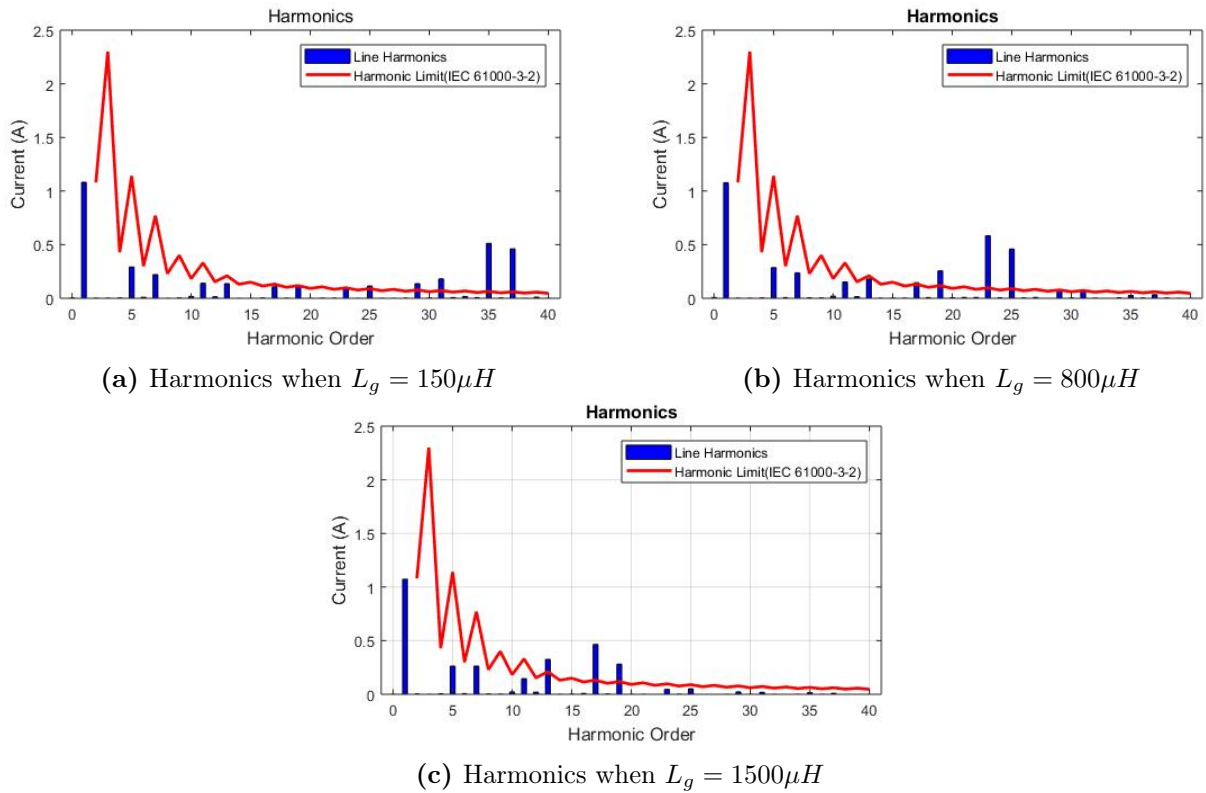 Harmonics
2.5
2
1.5
1
0.5
0
Current (A)
Line Harmonics
Harmonic Limit(IEC 61000-3-2)
0 5 10 15 20 25 30 35 40
Harmonic Order
(a) Harmonics when L_g = 150μH
Harmonics
2.5
2
1.5
1
0.5
0
Current (A)
Line Harmonics
Harmonic Limit(IEC 61000-3-2)
0 5 10 15 20 25 30 35 40
Harmonic Order
(b) Harmonics when L_g = 800μH
Harmonics
2.5
2
1.5
1
0.5
0
Current (A)
Line Harmonics
Harmonic Limit(IEC 61000-3-2)
0 5 10 15 20 25 30 35 40
Harmonic Order
(c) Harmonics when L_g = 1500μH